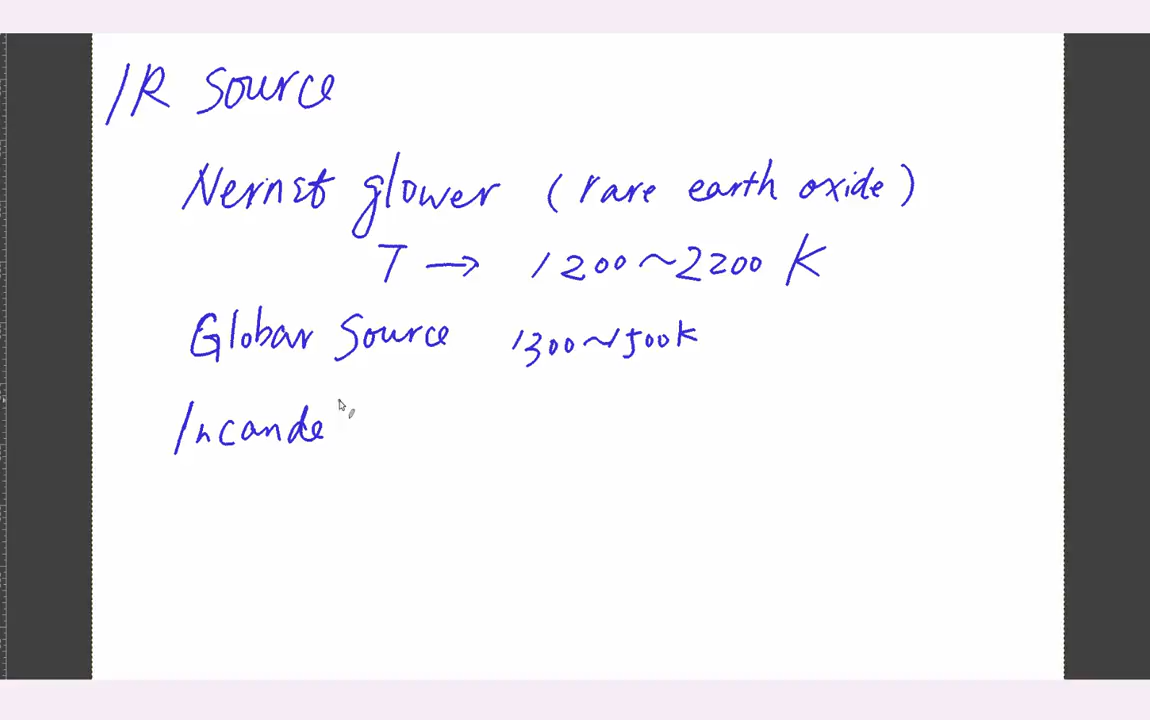 IR Source
Nernst glower (rare earth oxide)
T → 1200~2200 K
Globar Source 1300~1500K
Incande